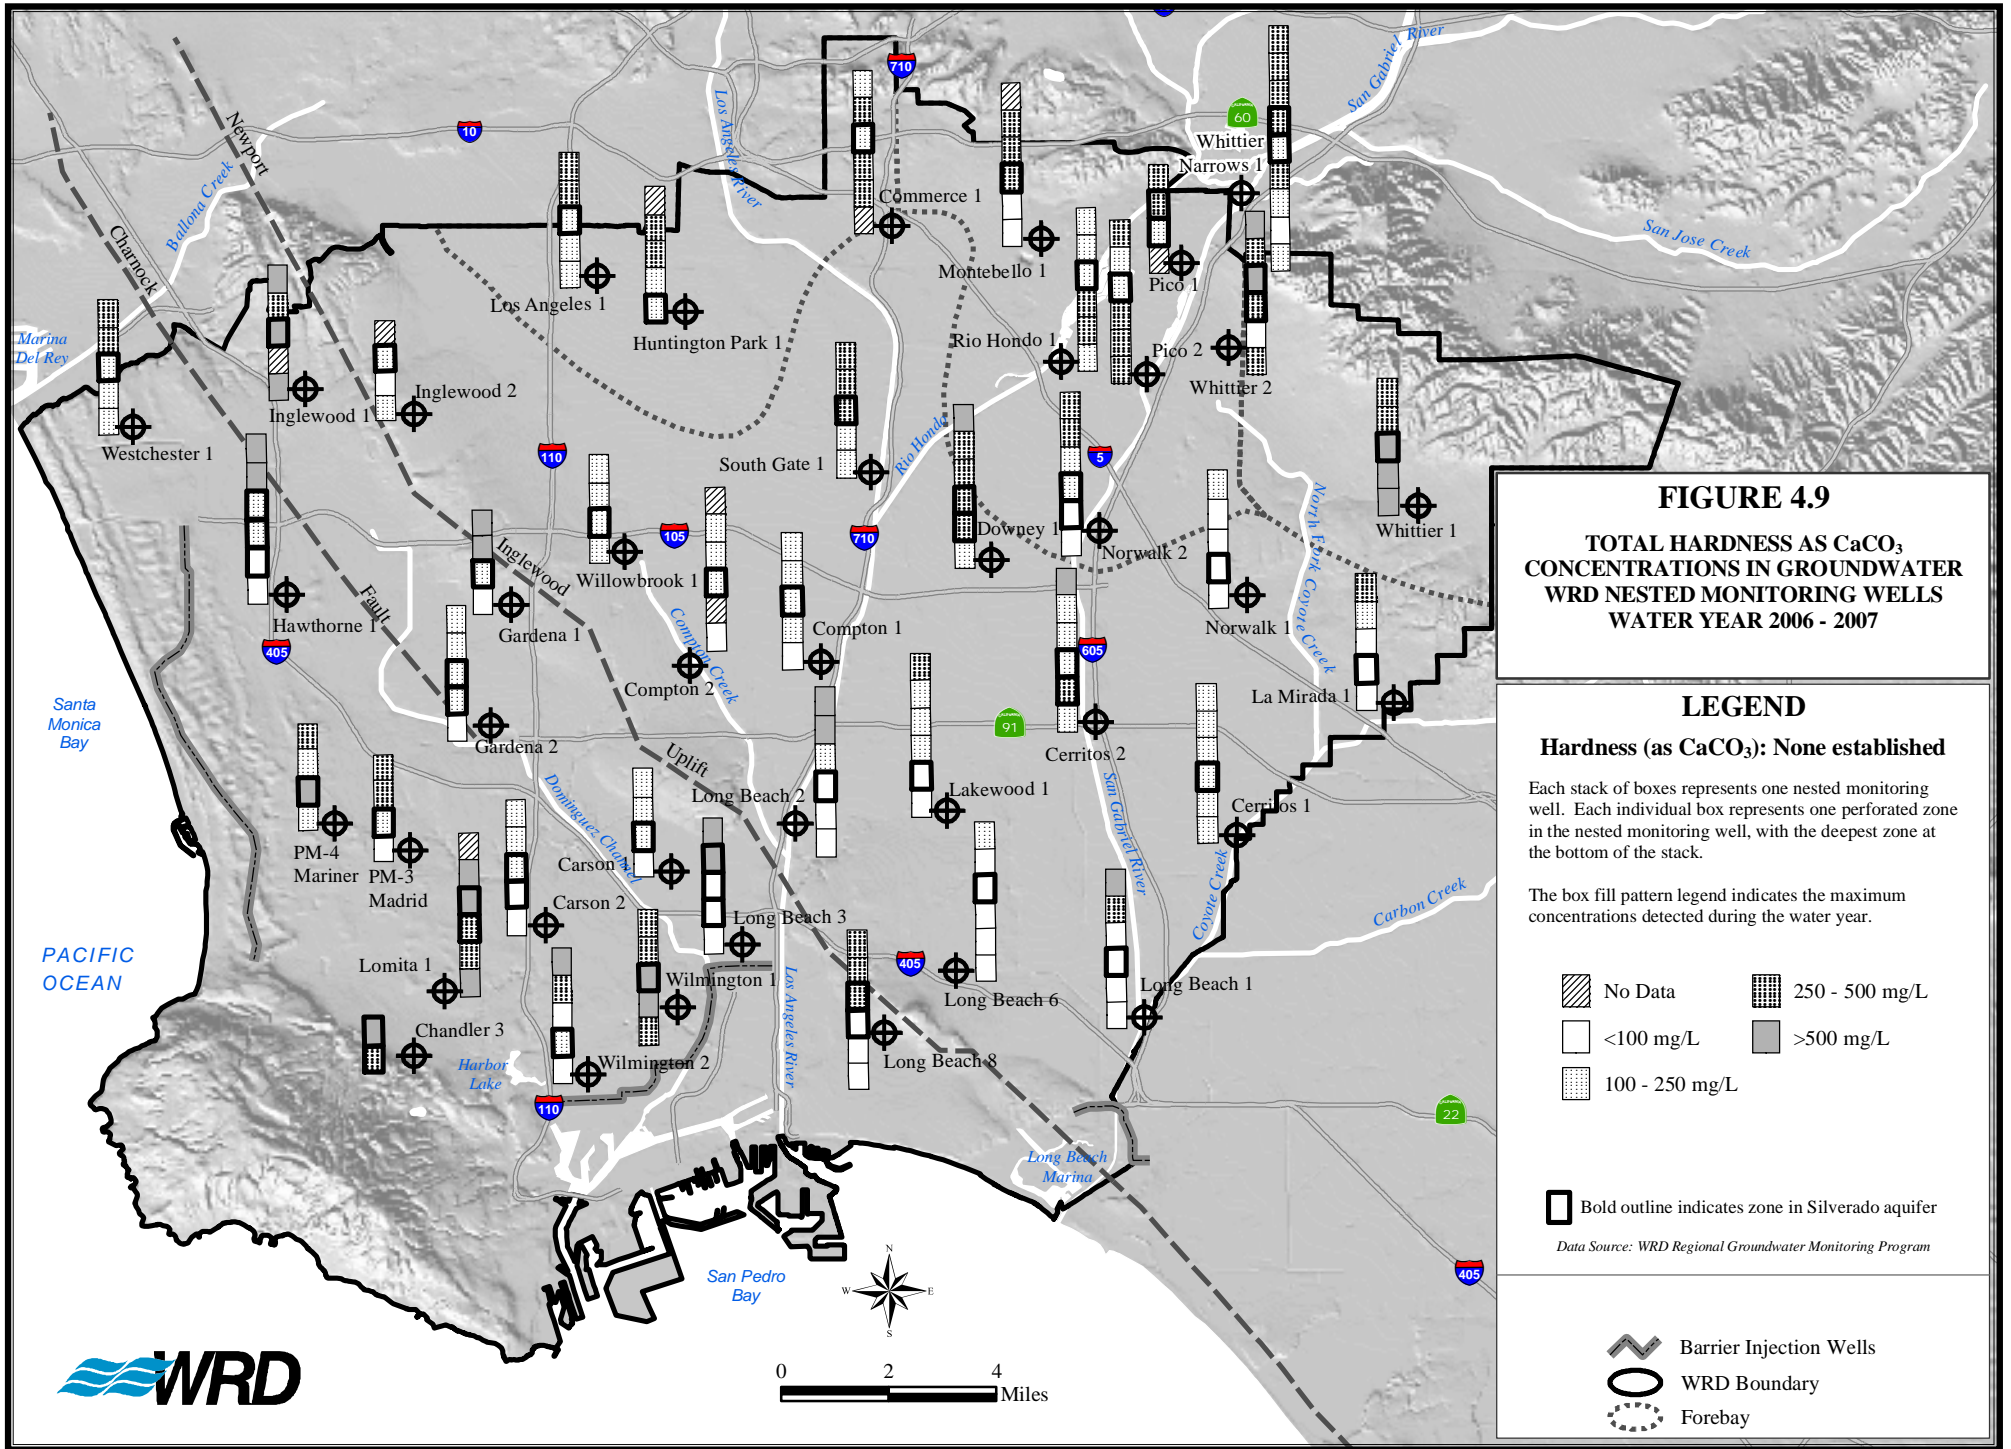 710
10
60
Newport
Charnock
Ballona Creek
Los Angeles River
San Gabriel River
San Jose Creek
Whittier
Narrows 1
Commerce 1
Montebello 1
Pico 1
Los Angeles 1
Huntington Park 1
Rio Hondo 1
Pico 2
Whittier 2
Marina
Del Rey
Inglewood 1
Inglewood 2
Westchester 1
110
South Gate 1
Rio Hondo
5
Whittier 1
North Fork Coyote Creek
Downey 1
Norwalk 2
Norwalk 1
105
710
Inglewood
Willowbrook 1
Fault
Hawthorne 1
405
Gardena 1
Compton Creek
Compton 1
Compton 2
605
La Mirada 1
Santa
Monica
Bay
Gardena 2
Uplift
91
Cerritos 2
Dominguez Channel
Long Beach 2
Lakewood 1
San Gabriel River
Cerritos 1
PM-4
Mariner
PM-3
Madrid
Carson 1
Carson 2
Long Beach 3
Coyote Creek
Carbon Creek
PACIFIC
OCEAN
Lomita 1
Wilmington 1
405
Long Beach 6
Long Beach 1
Los Angeles River
Chandler 3
Harbor
Lake
Wilmington 2
Long Beach 8
110
22
Long Beach
Marina
San Pedro
Bay
N
W
E
S
405
WRD
0 2 4
Miles
FIGURE 4.9
TOTAL HARDNESS AS CaCO3
CONCENTRATIONS IN GROUNDWATER
WRD NESTED MONITORING WELLS
WATER YEAR 2006 - 2007
LEGEND
Hardness (as CaCO3): None established
Each stack of boxes represents one nested monitoring
well. Each individual box represents one perforated zone
in the nested monitoring well, with the deepest zone at
the bottom of the stack.
The box fill pattern legend indicates the maximum
concentrations detected during the water year.
No Data
250 - 500 mg/L
<100 mg/L
>500 mg/L
100 - 250 mg/L
Bold outline indicates zone in Silverado aquifer
Data Source: WRD Regional Groundwater Monitoring Program
Barrier Injection Wells
WRD Boundary
Forebay